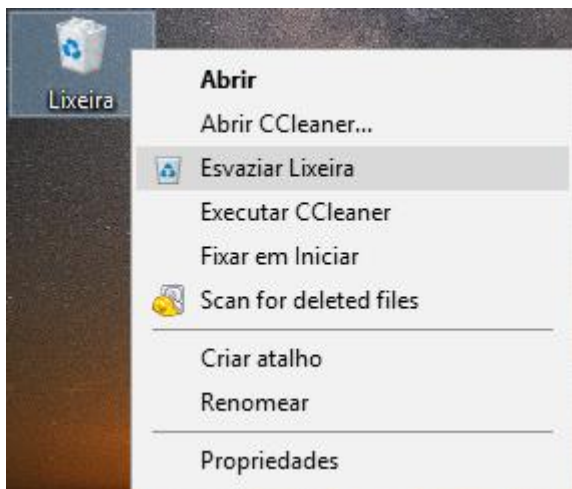 Lixeira
Abrir
Abrir CCleaner...
Esvaziar Lixeira
Executar CCleaner
Fixar em Iniciar
Scan for deleted files
Criar atalho
Renomear
Propriedades